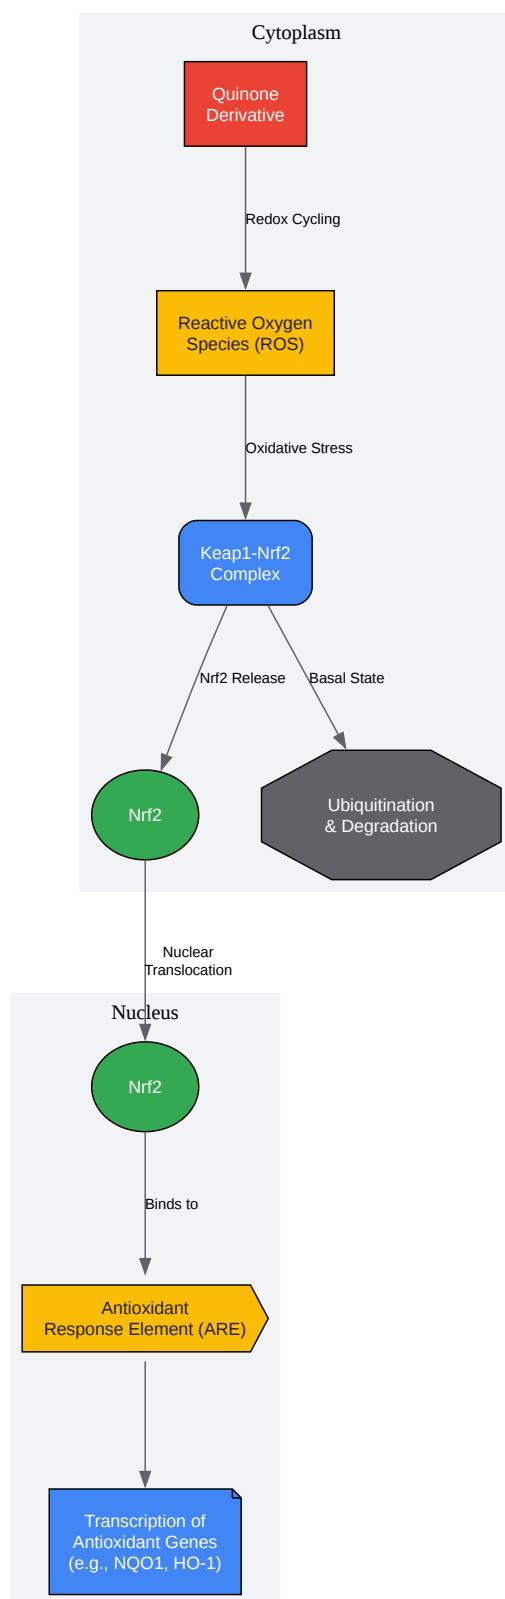 Cytoplasm
Quinone
Derivative
Redox Cycling
Reactive Oxygen
Species (ROS)
Oxidative Stress
Keap1-Nrf2
Complex
Nrf2 Release
Basal State
Nrf2
Ubiquitination
& Degradation
Nuclear
Translocation
Nucleus
Nrf2
Binds to
Antioxidant
Response Element (ARE)
Transcription of
Antioxidant Genes
(e.g., NQO1, HO-1)